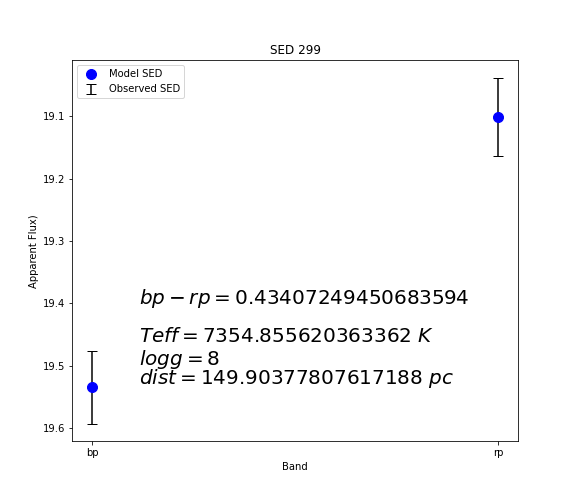 SED 299
Model SED
Observed SED
19.1
19.2
19.3
19.4
19.5
19.6
Apparent Flux)
bp − rp = 0.43407249450683594
Teff = 7354.855620363362 K
logg = 8
dist = 149.90377807617188 pc
bp
rp
Band